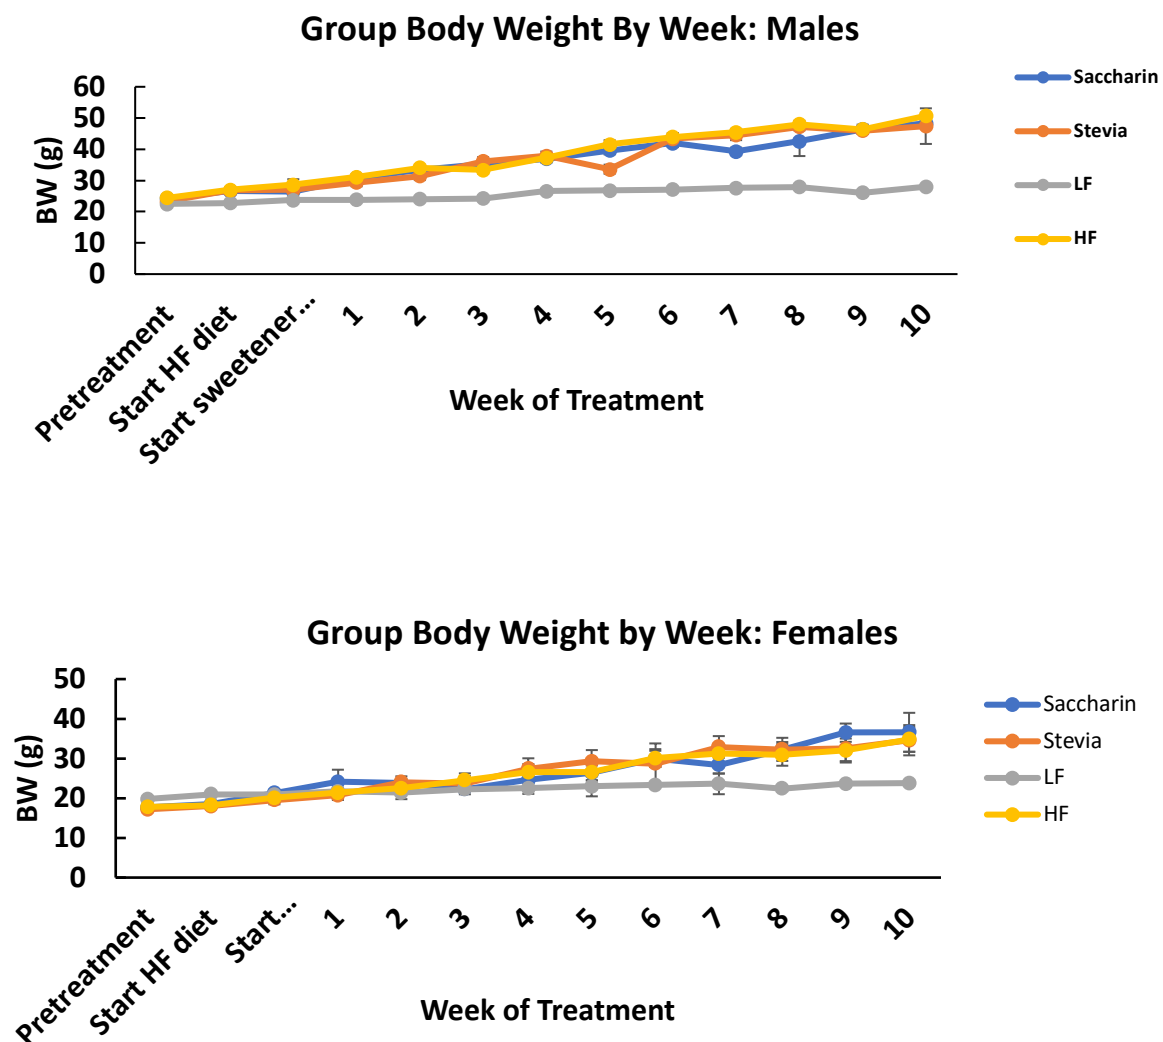 Group Body Weight By Week: Males
60
50
40
30
20
10
0
BW (g)
Pretreatment
Start HF diet
Start sweetener...
1
2
3
4
5
6
7
8
9
10
Week of Treatment
Saccharin
Stevia
LF
HF
Group Body Weight by Week: Females
50
40
30
20
10
0
BW (g)
Pretreatment
Start HF diet
Start...
1
2
3
4
5
6
7
8
9
10
Week of Treatment
Saccharin
Stevia
LF
HF